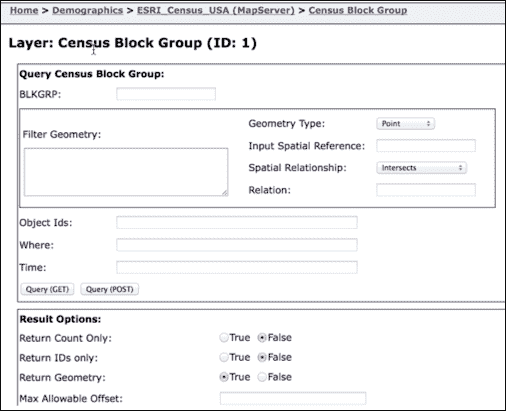 Home > Demographics > ESRI_Census_USA (MapServer) > Census Block Group
Layer: Census Block Group (ID: 1)
Query Census Block Group:
BLKGRP:
Filter Geometry:
Geometry Type: Point
Input Spatial Reference:
Spatial Relationship: Intersects
Relation:
Object Ids:
Where:
Time:
Query (GET) Query (POST)
Result Options:
Return Count Only: True False
Return IDs only: True False
Return Geometry: True False
Max Allowable Offset: